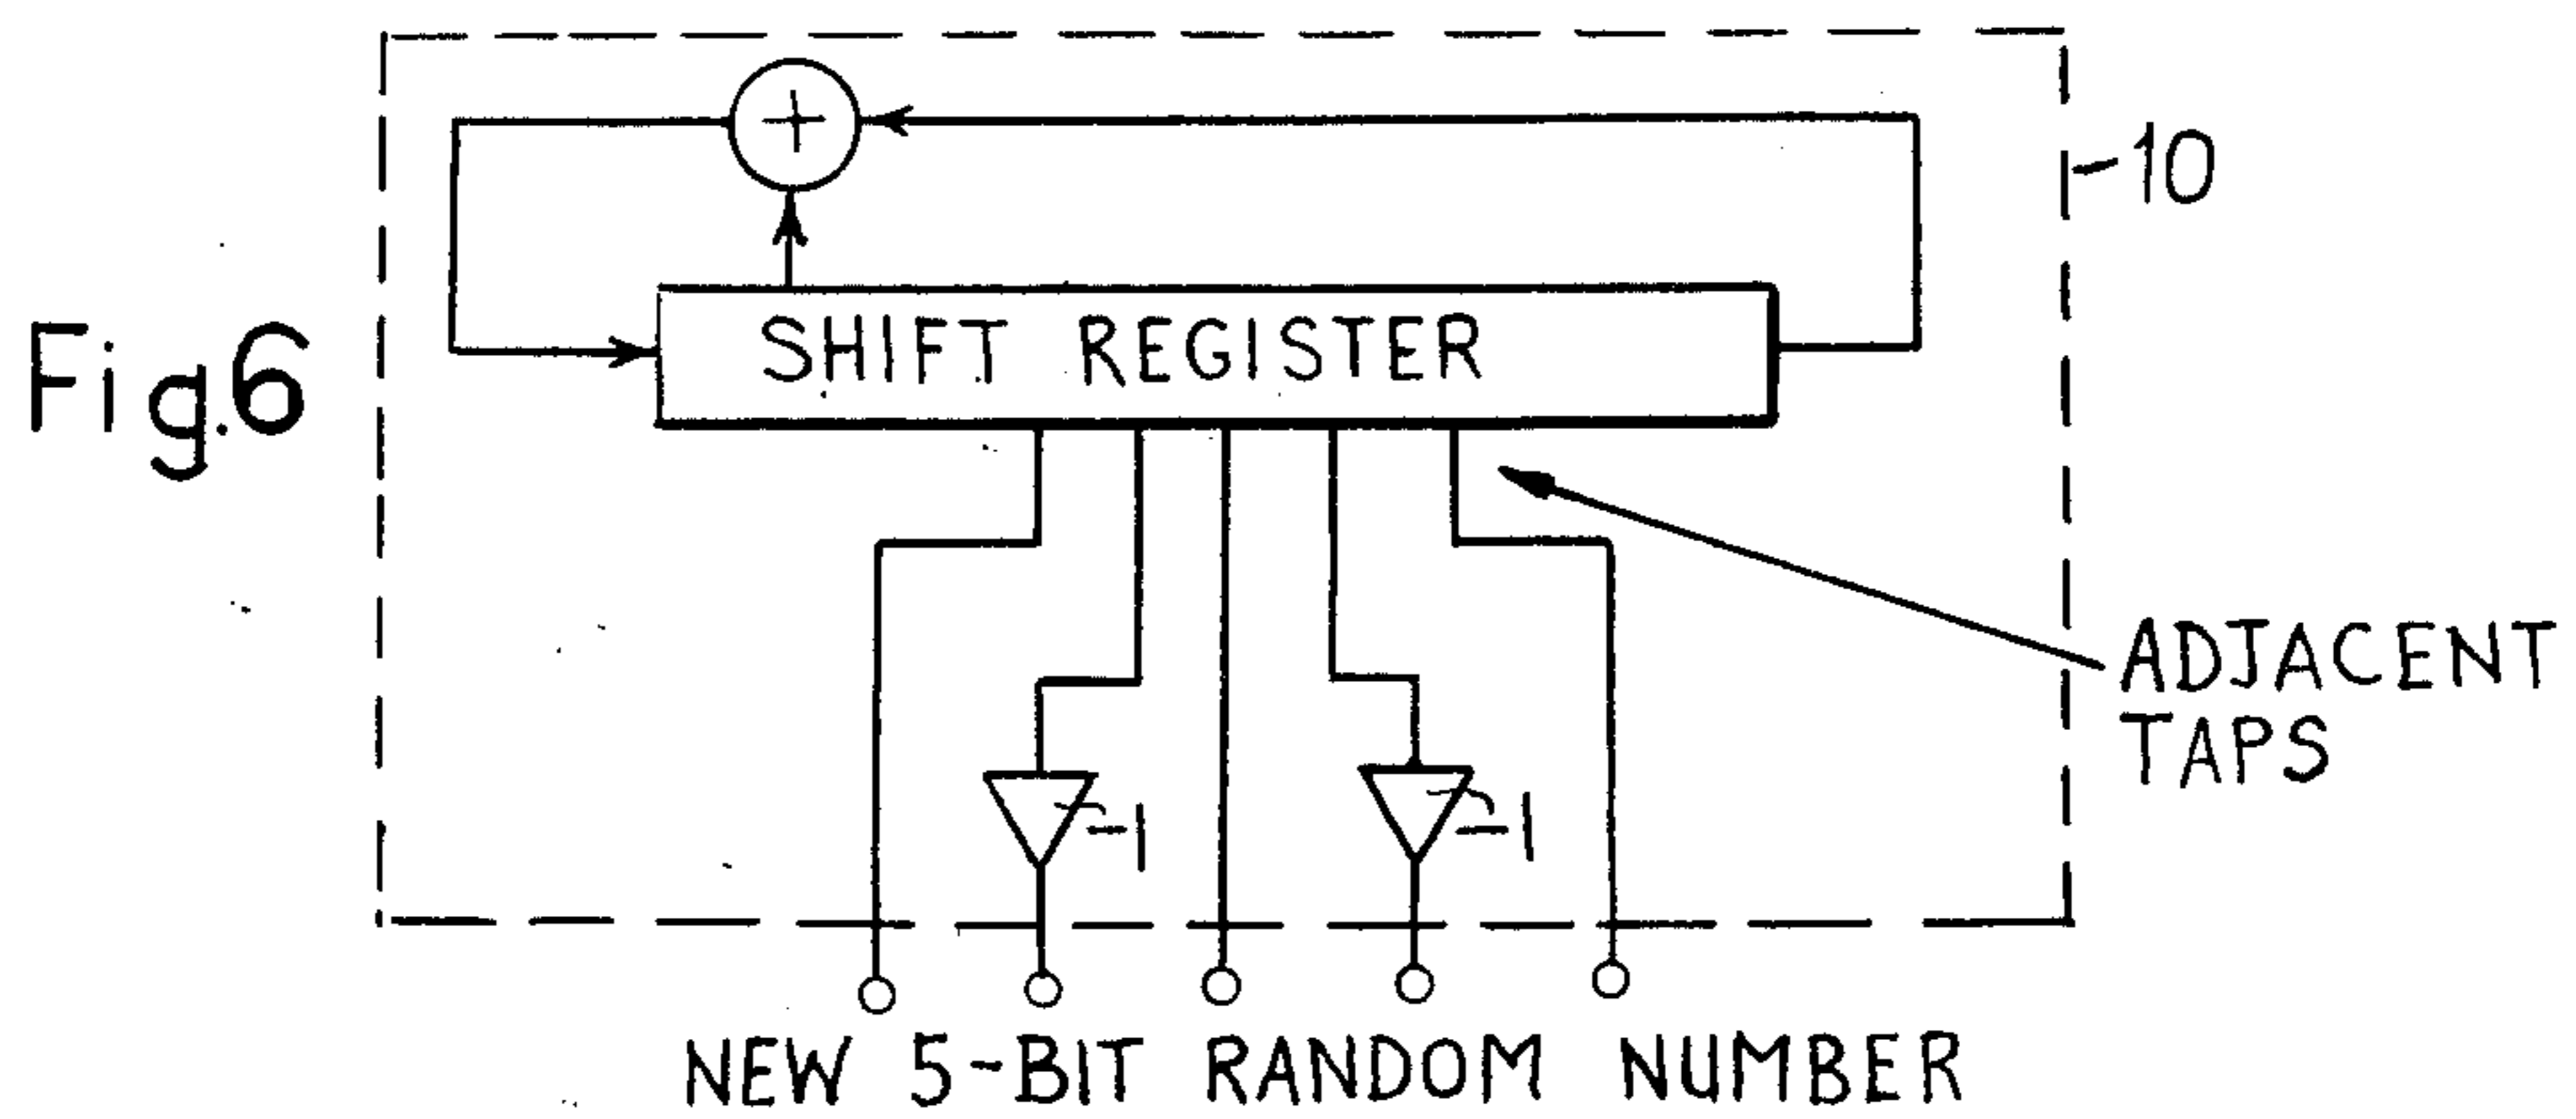 Fig.6
+
10
SHIFT REGISTER
ADJACENT
TAPS
-1
-1
NEW 5-BIT RANDOM NUMBER